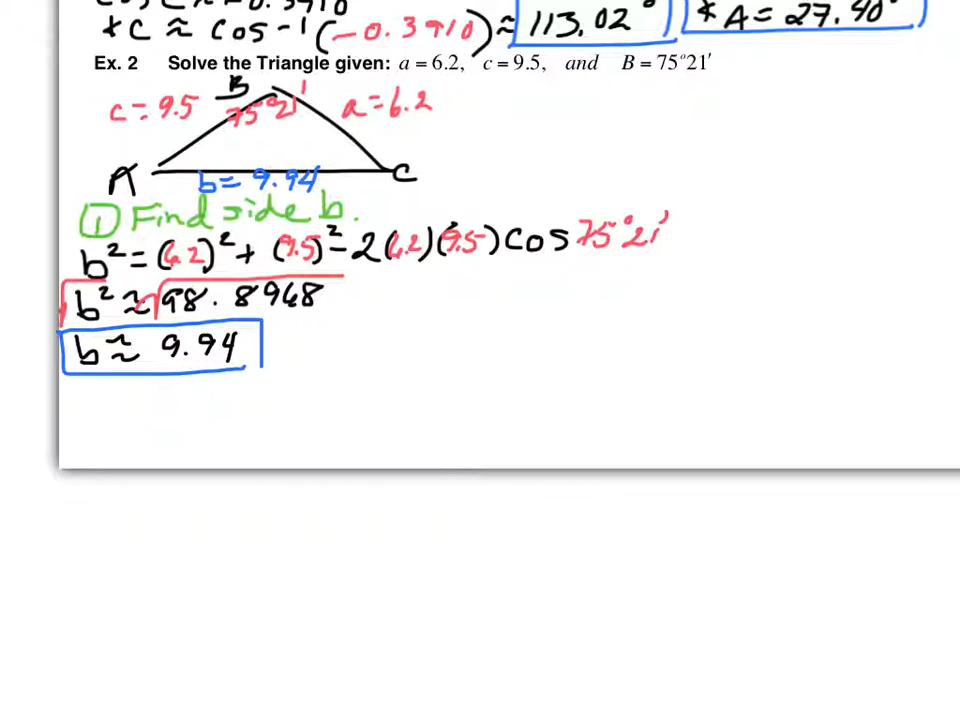 * C ≈ cos -1 (-0.3910) ≈ 113.02° * A = 27.40°
Ex. 2 Solve the Triangle given: a = 6.2, c = 9.5, and B = 75°21′
B
c = 9.5 75°21′ a = 6.2
A b = 9.94 C
① Find side b.
b² = (6.2)² + (9.5)² - 2(6.2)(9.5) cos 75°21′
√b² ≈ √98.8968
b ≈ 9.94